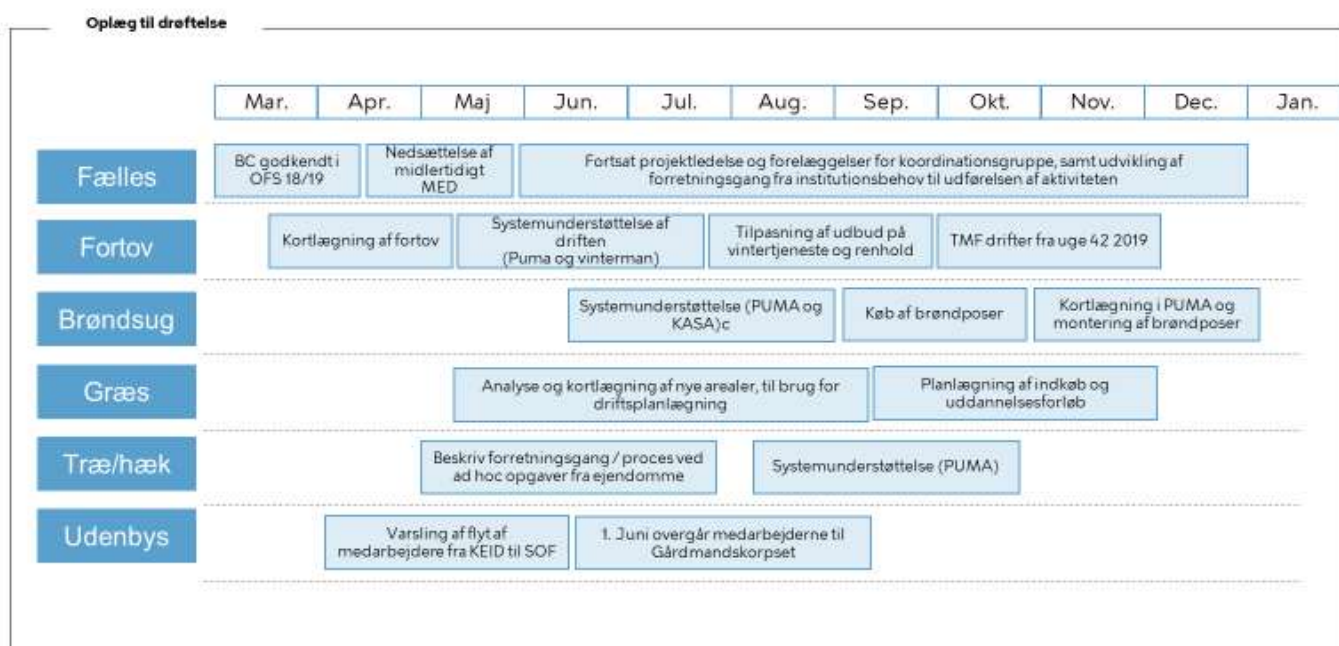 Oplæg til drøftelse
Mar. Apr. Maj Jun. Jul. Aug. Sep. Okt. Nov. Dec. Jan.
Fælles
BC godkendt i
OFS 18/19
Nedsættelse af
midlertidigt
MED
Fortsat projektledelse og forelæggelser for koordinationsgruppe, samt udvikling af
forretningsgang fra institutionsbehov til udførelsen af aktiviteten
Fortov
Kortlægning af fortov
Systemunderstøttelse af
driften
(Puma og vinterman)
Tilpasning af udbud på
vintertjeneste og renhold
TMF drifter fra uge 42 2019
Brøndsug
Systemunderstøttelse (PUMA og
KASA)c
Køb af brøndposer
Kortlægning i PUMA og
montering af brøndposer
Græs
Analyse og kortlægning af nye arealer, til brug for
driftsplanlægning
Planlægning af indkøb og
uddannelsesforløb
Træ/hæk
Beskriv forretningsgang / proces ved
ad hoc opgaver fra ejendomme
Systemunderstøttelse (PUMA)
Udenbys
Varsling af flyt af
medarbejdere fra KEID til SOF
1. Juni overgår medarbejderne til
Gårdmandskorpset